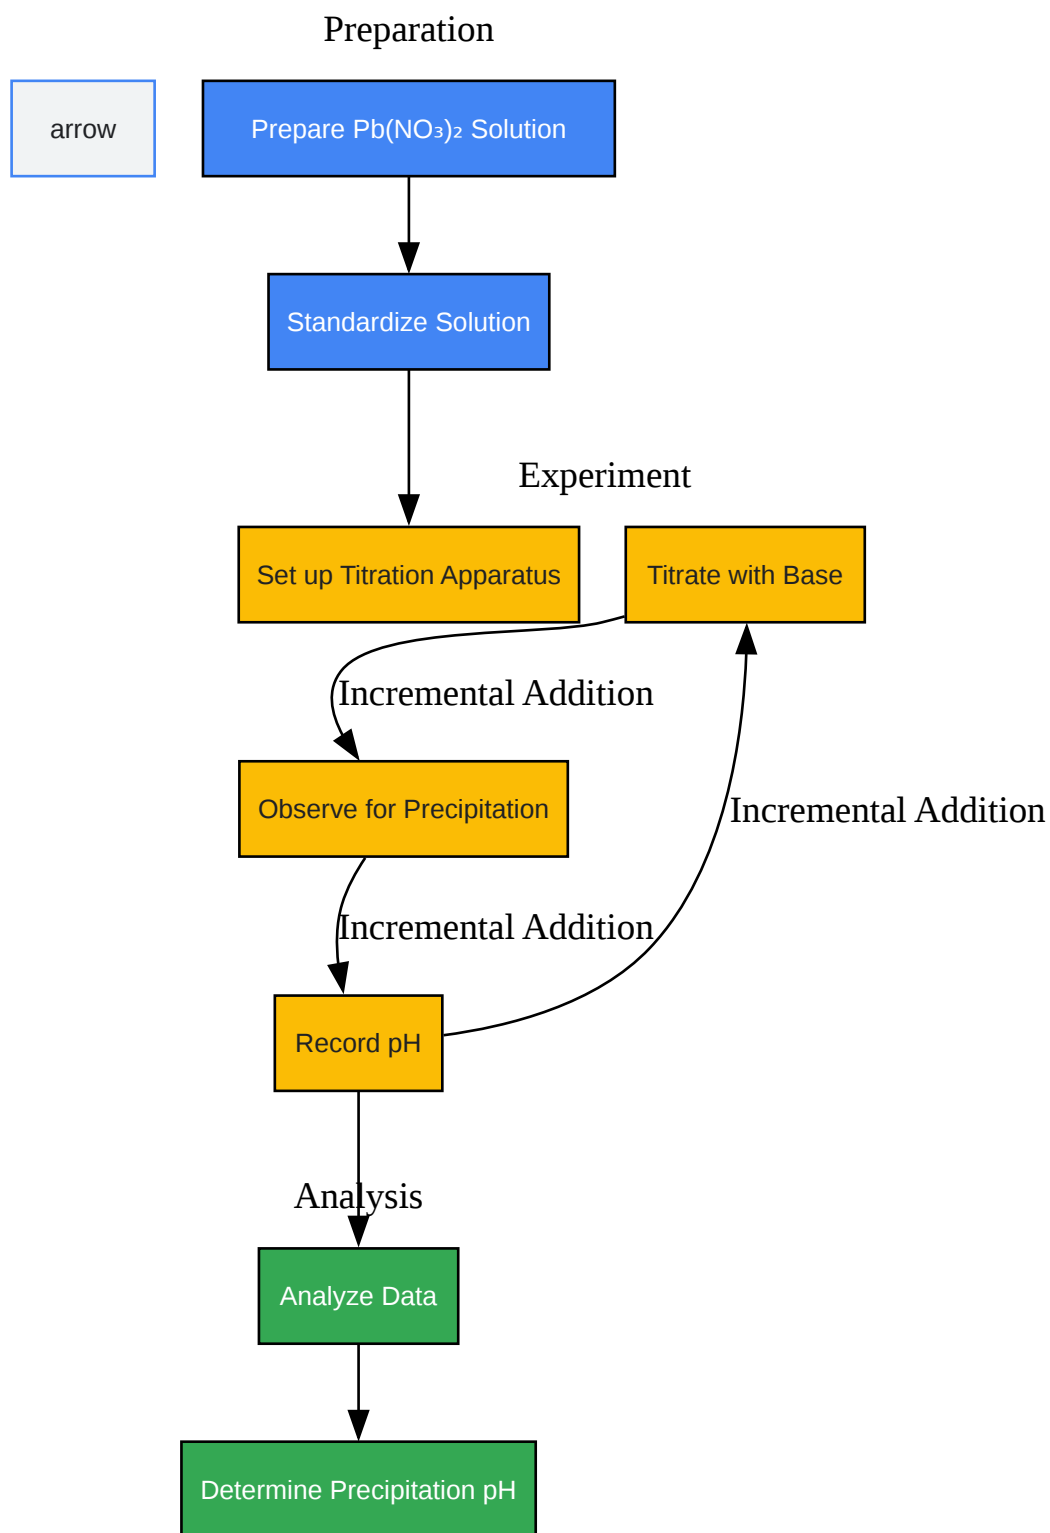 Preparation
arrow
Prepare Pb(NO₃)₂ Solution
Standardize Solution
Experiment
Set up Titration Apparatus
Titrate with Base
Incremental Addition
Observe for Precipitation
Incremental Addition
Incremental Addition
Record pH
Analysis
Analyze Data
Determine Precipitation pH